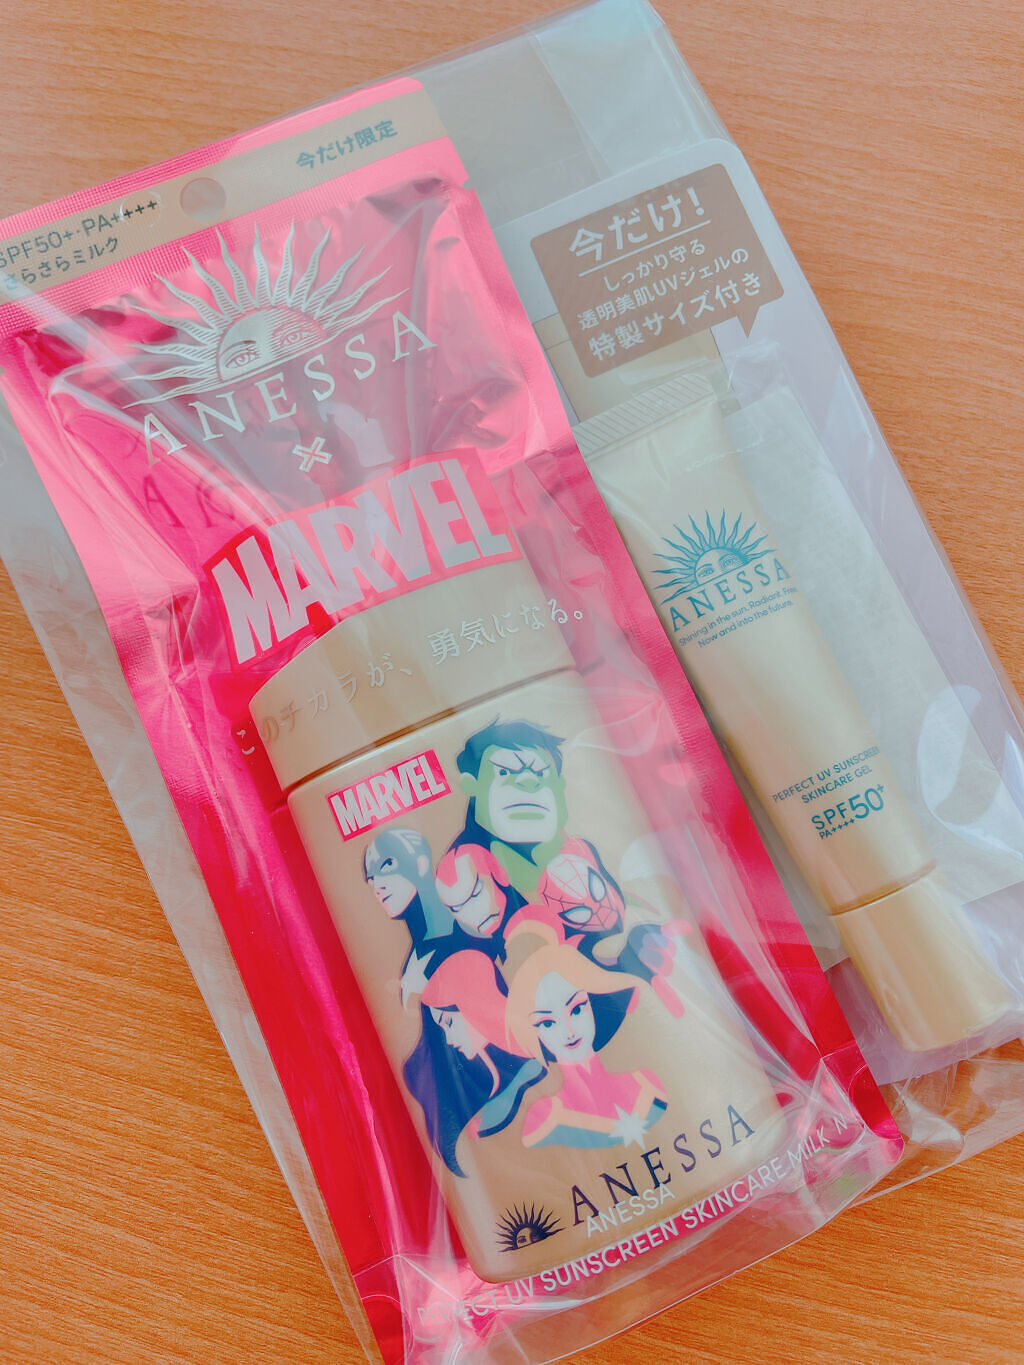 今だけ限定
SPF50+・PA++++
さらさらミルク
ANESSA
×
MARVEL
このチカラが、勇気になる。
MARVEL
ANESSA
ANESSA
PERFECT UV SUNSCREEN SKINCARE MILK N
今だけ!
しっかり守る
透明美肌UVジェルの
特製サイズ付き
ANESSA
Shining in the sun. Radiant. Free.
Now and into the future.
PERFECT UV SUNSCREEN
SKINCARE GEL
SPF50+
PA++++